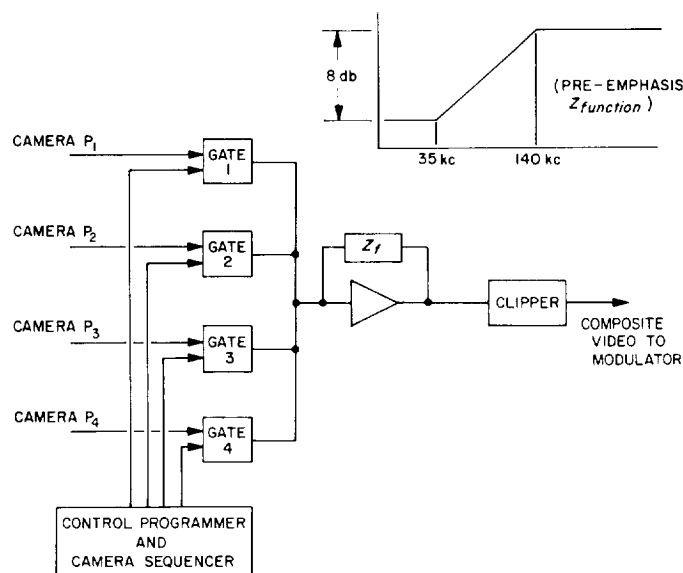 8 db
(PRE-EMPHASIS
Zfunction)
35 kc
140 kc
CAMERA P1
GATE
1
CAMERA P2
GATE
2
Zf
CLIPPER
COMPOSITE
VIDEO TO
MODULATOR
CAMERA P3
GATE
3
CAMERA P4
GATE
4
CONTROL PROGRAMMER
AND
CAMERA SEQUENCER